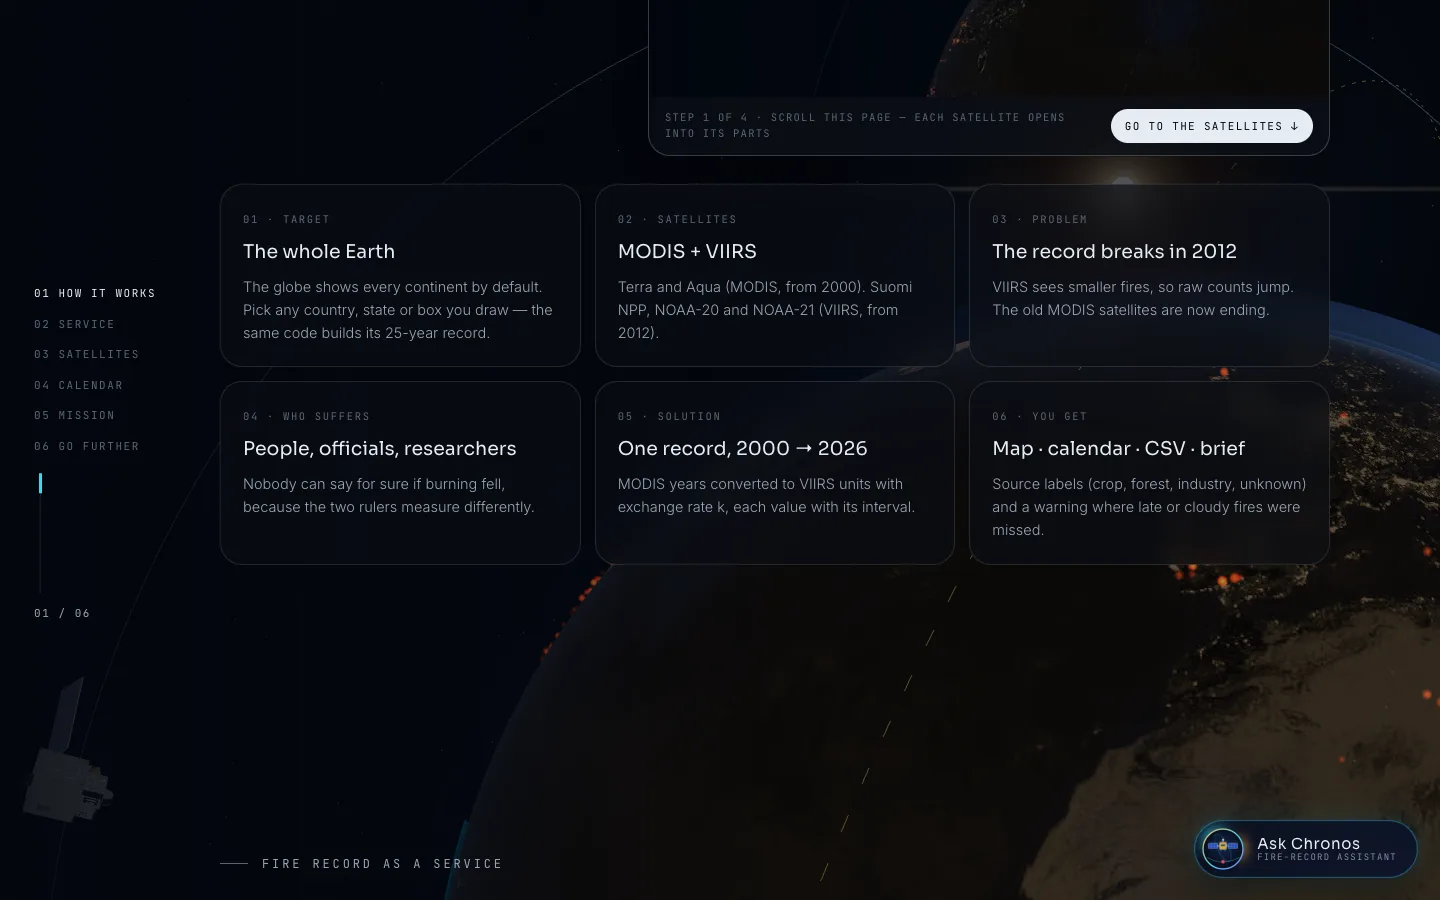 STEP 1 OF 4 · SCROLL THIS PAGE — EACH SATELLITE OPENS
INTO ITS PARTS
GO TO THE SATELLITES ↓
01 HOW IT WORKS
02 SERVICE
03 SATELLITES
04 CALENDAR
05 MISSION
06 GO FURTHER
01 / 06
01 · TARGET
The whole Earth
The globe shows every continent by default.
Pick any country, state or box you draw — the
same code builds its 25-year record.
02 · SATELLITES
MODIS + VIIRS
Terra and Aqua (MODIS, from 2000). Suomi
NPP, NOAA-20 and NOAA-21 (VIIRS, from
2012).
03 · PROBLEM
The record breaks in 2012
VIIRS sees smaller fires, so raw counts jump.
The old MODIS satellites are now ending.
04 · WHO SUFFERS
People, officials, researchers
Nobody can say for sure if burning fell,
because the two rulers measure differently.
05 · SOLUTION
One record, 2000 → 2026
MODIS years converted to VIIRS units with
exchange rate k, each value with its interval.
06 · YOU GET
Map · calendar · CSV · brief
Source labels (crop, forest, industry, unknown)
and a warning where late or cloudy fires were
missed.
FIRE RECORD AS A SERVICE
Ask Chronos
FIRE-RECORD ASSISTANT